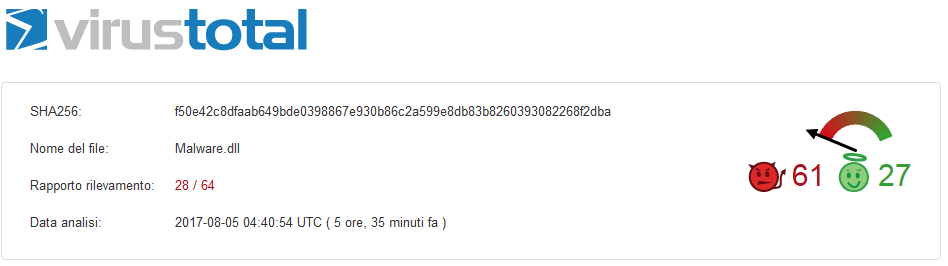 virustotal
SHA256: f50e42c8dfaab649bde0398867e930b86c2a599e8db83b8260393082268f2dba
Nome del file: Malware.dll
Rapporto rilevamento: 28 / 64
Data analisi: 2017-08-05 04:40:54 UTC ( 5 ore, 35 minuti fa )
61 27